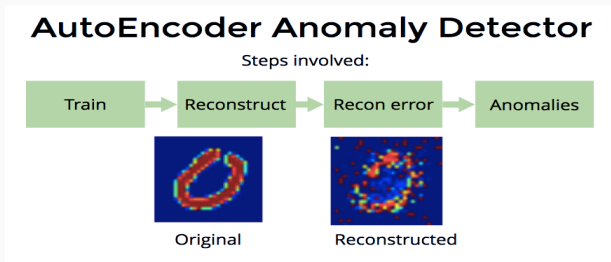 AutoEncoder Anomaly Detector
Steps involved:
Train Reconstruct Recon error Anomalies
Original Reconstructed